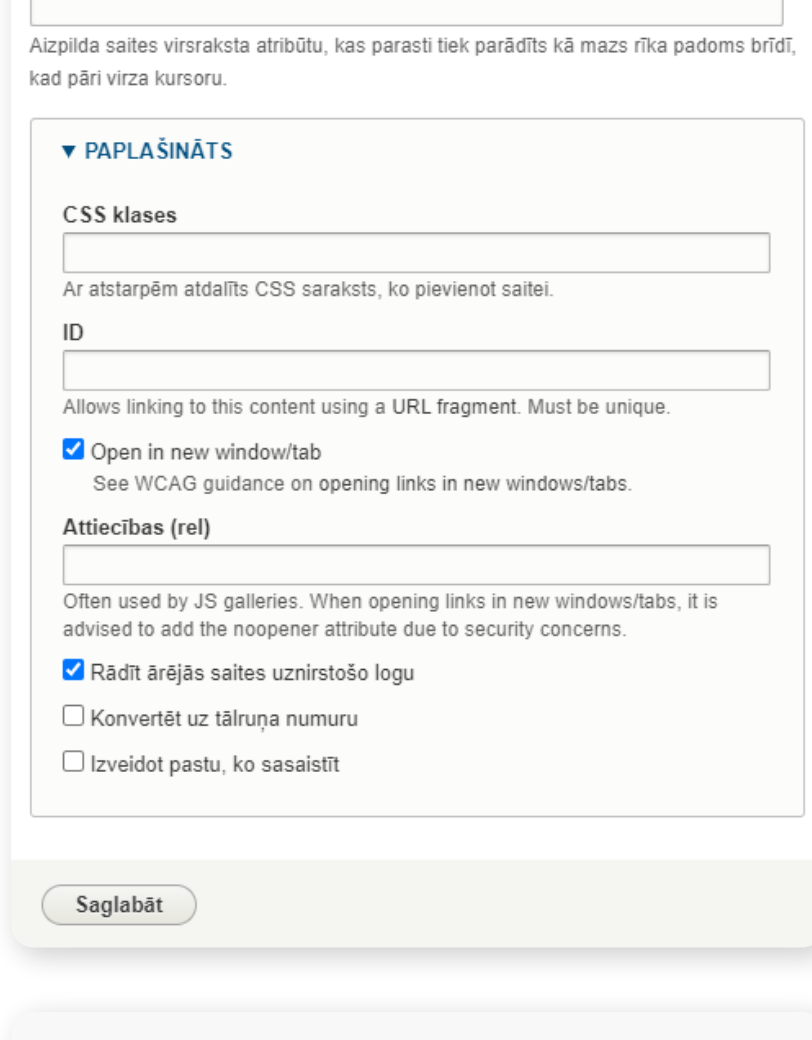 Aizpilda saites virsraksta atribūtu, kas parasti tiek parādīts kā mazs rīka padoms brīdī,
kad pāri virza kursoru.
PAPLAŠINĀTS
CSS klases
Ar atstarpēm atdalīts CSS saraksts, ko pievienot saitei.
ID
Allows linking to this content using a URL fragment. Must be unique.
Open in new window/tab
See WCAG guidance on opening links in new windows/tabs.
Attiecības (rel)
Often used by JS galleries. When opening links in new windows/tabs, it is
advised to add the noopener attribute due to security concerns.
Rādīt ārējās saites uznirstošo logu
Konvertēt uz tālruņa numuru
Izveidot pastu, ko sasaistīt
Saglabāt